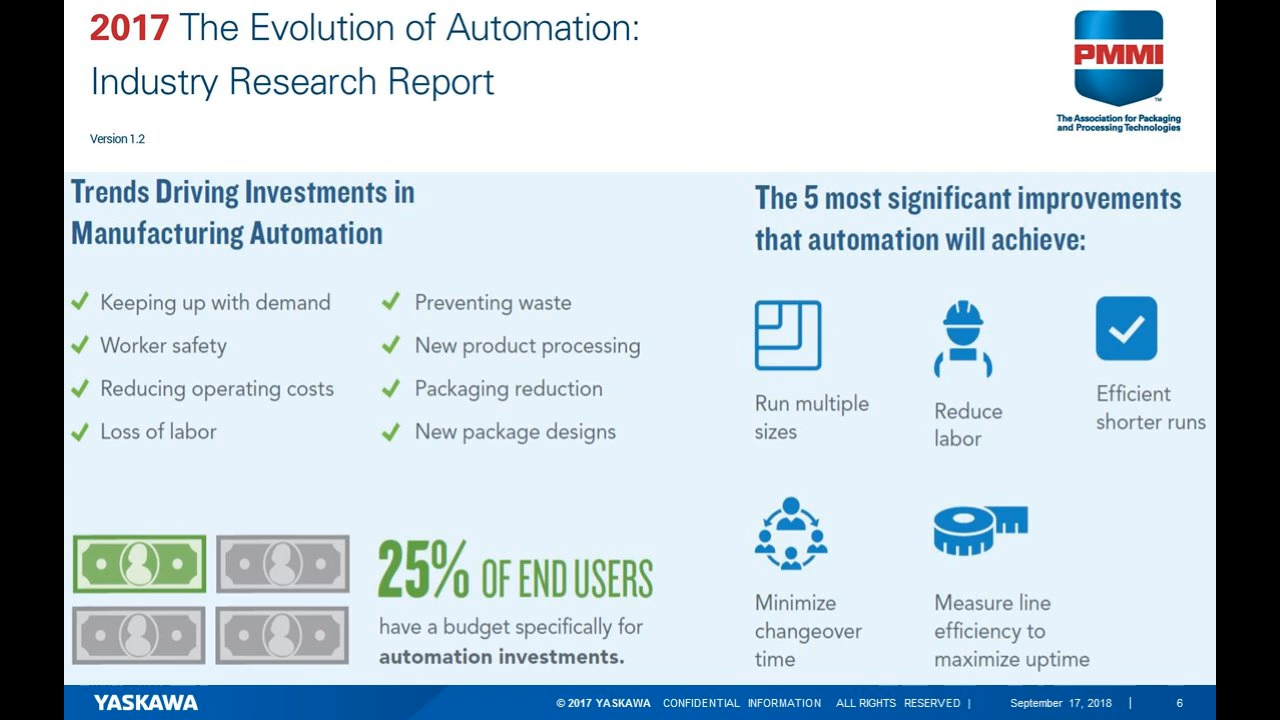 2017 The Evolution of Automation:
Industry Research Report
Version 1.2
PMMI
TM
The Association for Packaging
and Processing Technologies
Trends Driving Investments in
Manufacturing Automation
Keeping up with demand
Worker safety
Reducing operating costs
Loss of labor
Preventing waste
New product processing
Packaging reduction
New package designs
25% OF END USERS
have a budget specifically for
automation investments.
The 5 most significant improvements
that automation will achieve:
Run multiple
sizes
Reduce
labor
Efficient
shorter runs
Minimize
changeover
time
Measure line
efficiency to
maximize uptime
YASKAWA
© 2017 YASKAWA CONFIDENTIAL INFORMATION ALL RIGHTS RESERVED | September 17, 2018 | 6